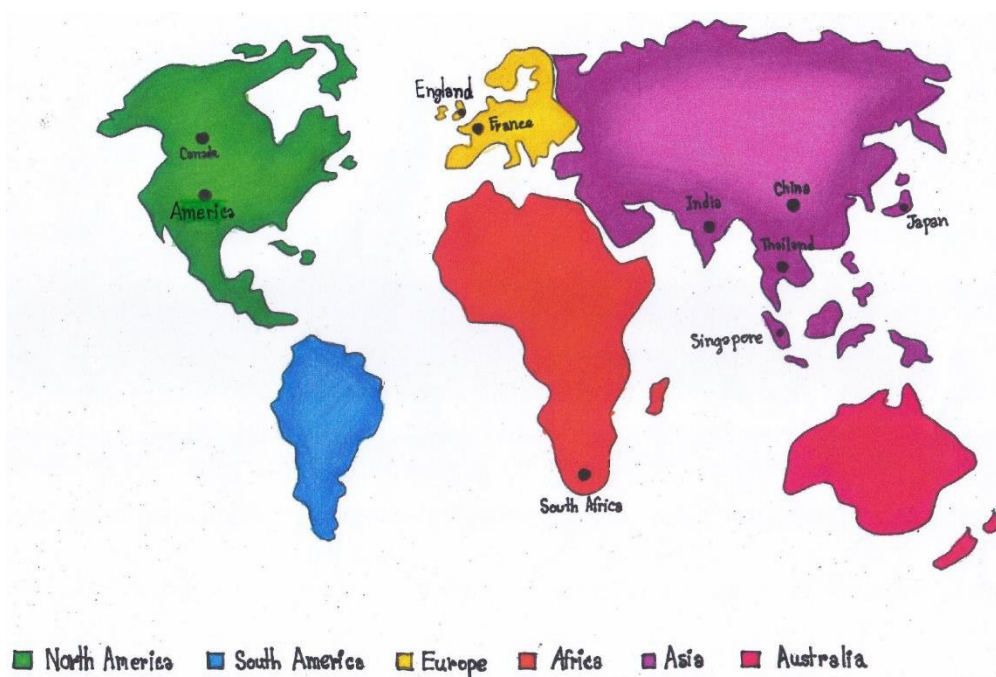 England
France
Canada
America
India
China
Japan
Thailand
Singapore
South Africa
North America South America Europe Africa Asia Australia